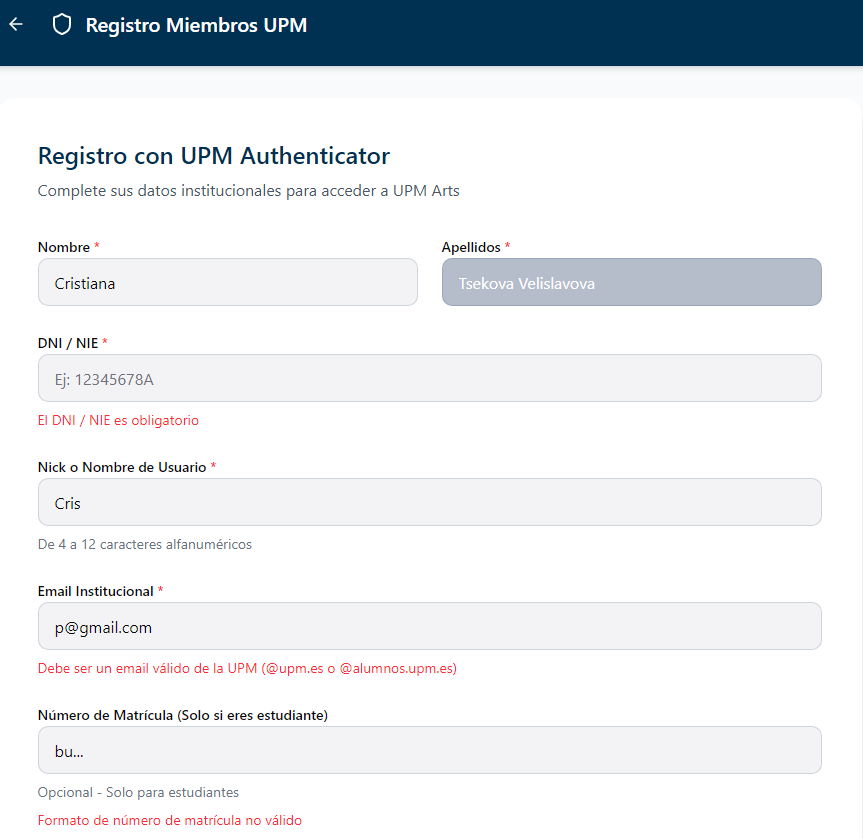 Registro Miembros UPM
Registro con UPM Authenticator
Complete sus datos institucionales para acceder a UPM Arts
Nombre *
Apellidos *
Cristiana
Tsekova Velislavova
DNI / NIE *
Ej: 12345678A
El DNI / NIE es obligatorio
Nick o Nombre de Usuario *
Cris
De 4 a 12 caracteres alfanuméricos
Email Institucional *
p@gmail.com
Debe ser un email válido de la UPM (@upm.es o @alumnos.upm.es)
Número de Matrícula (Solo si eres estudiante)
bu...
Opcional - Solo para estudiantes
Formato de número de matrícula no válido